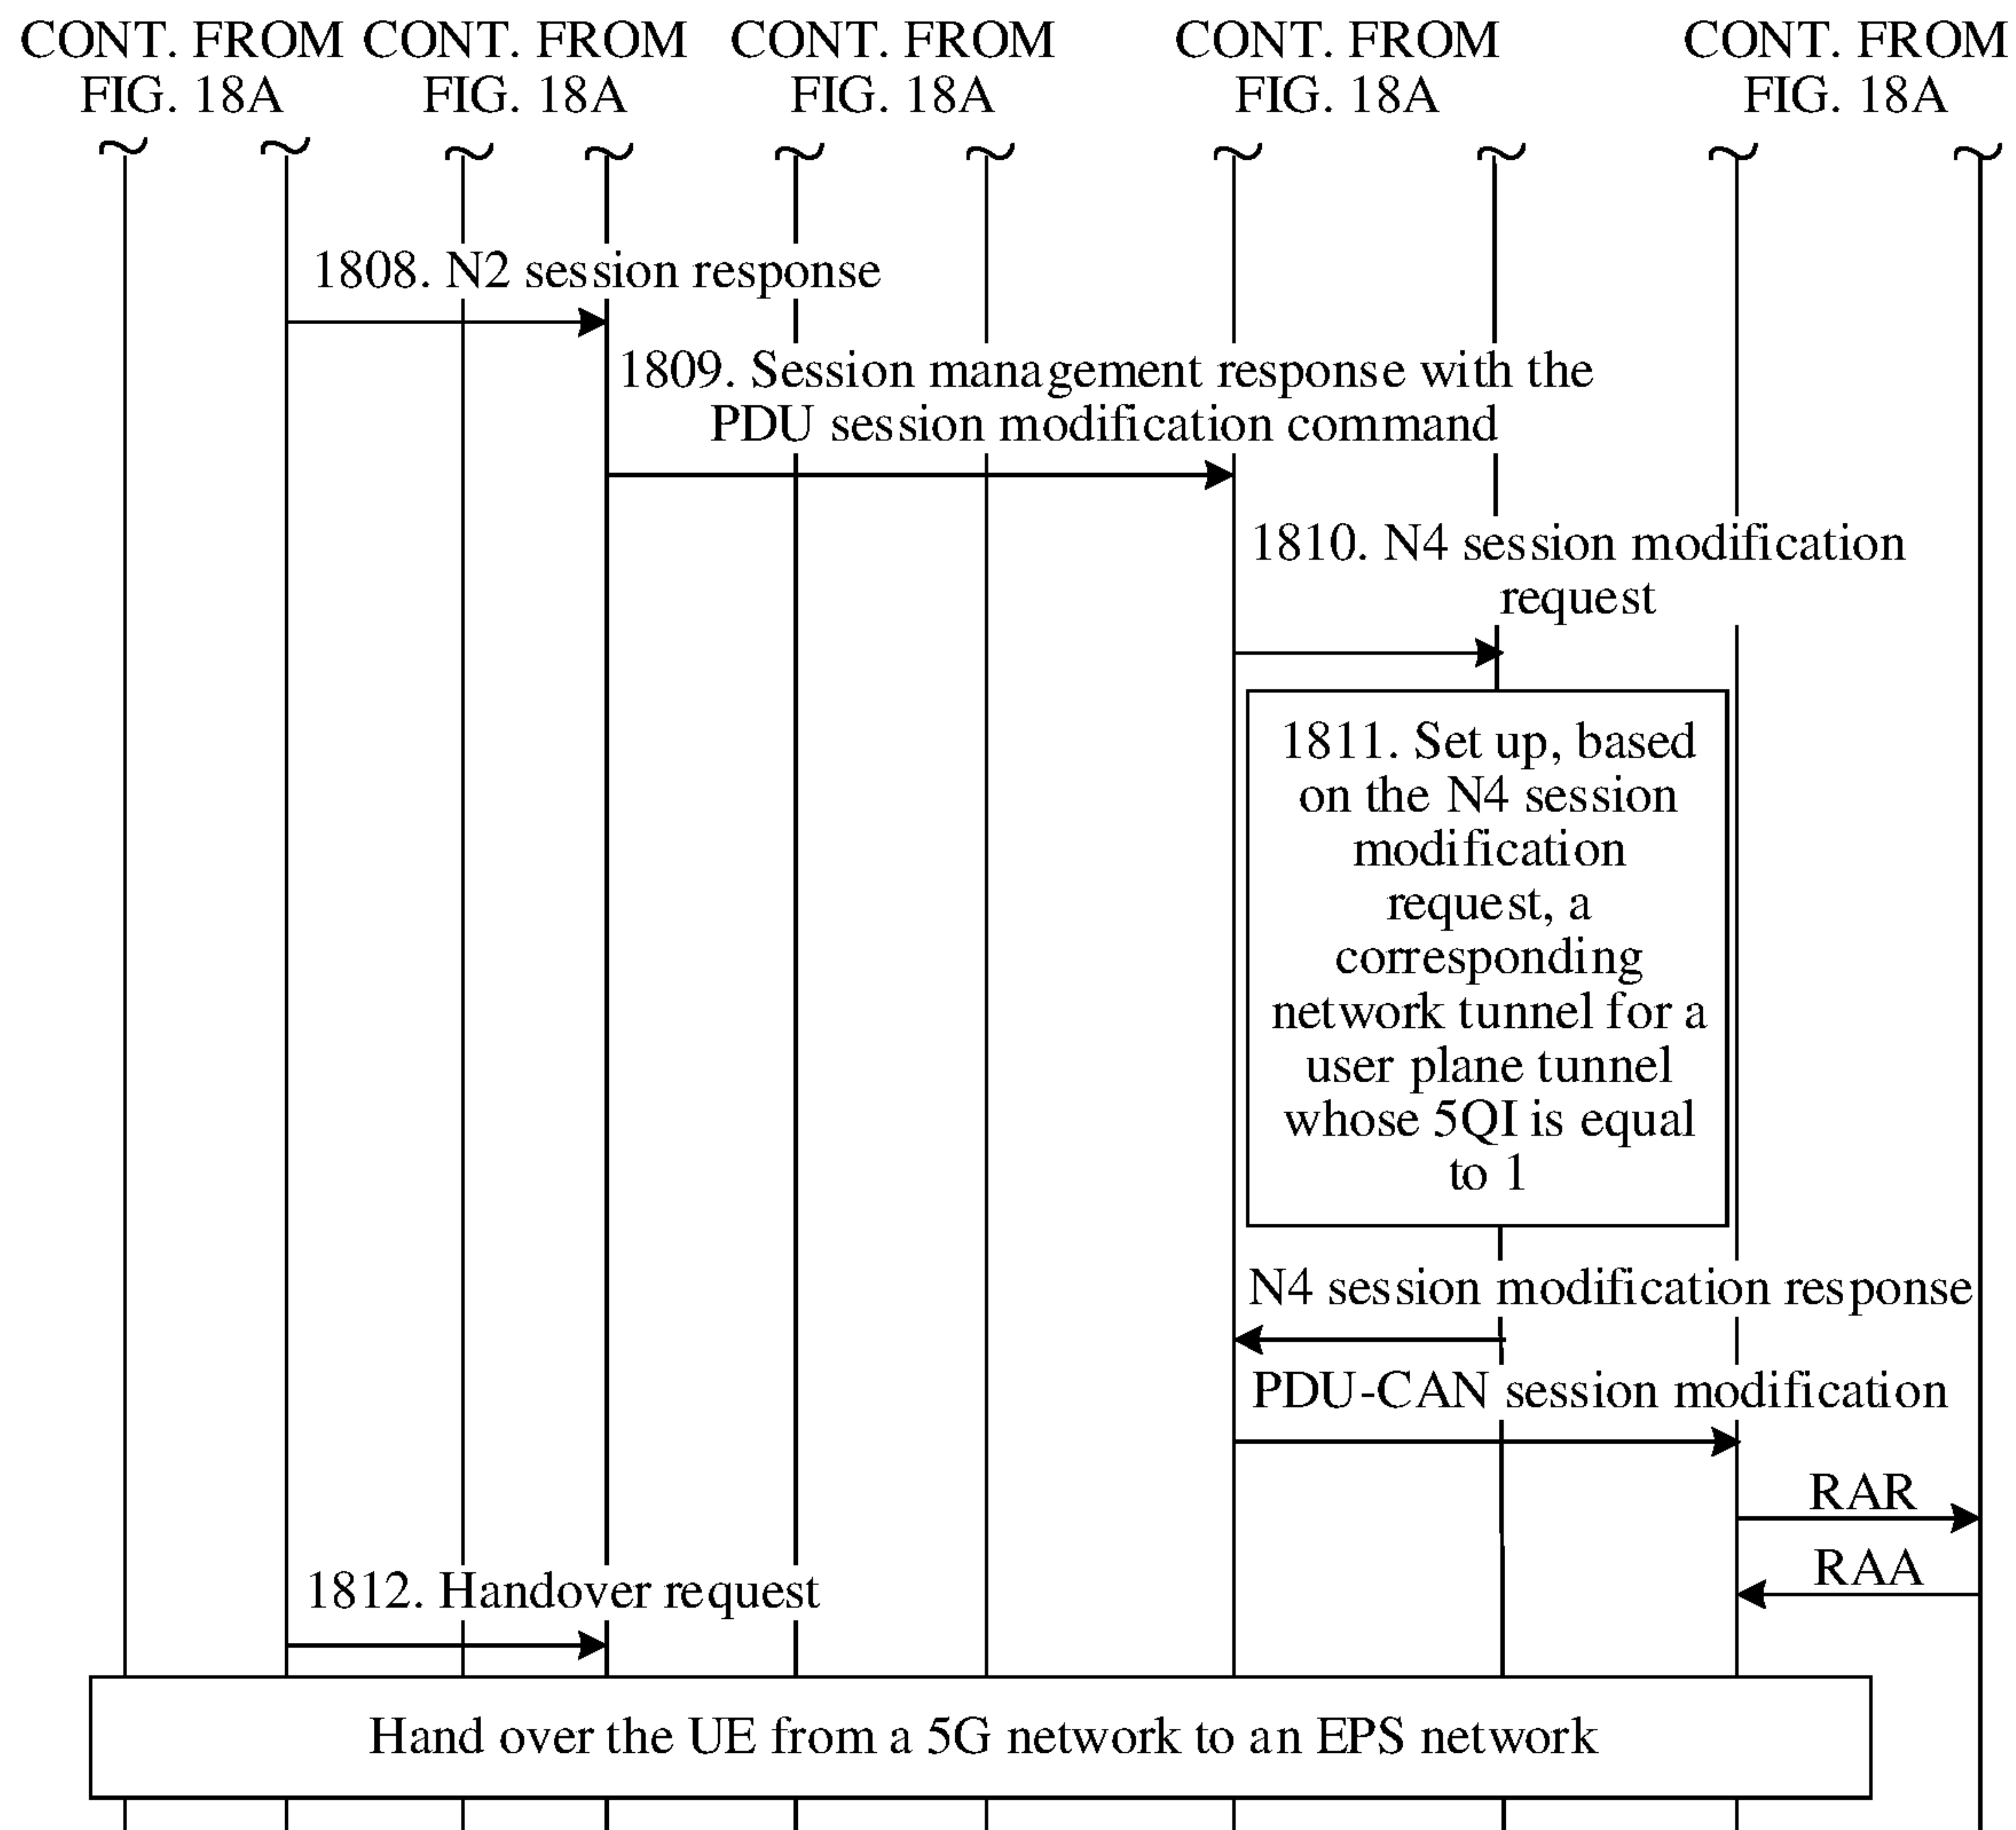 CONT. FROM CONT. FROM CONT. FROM CONT. FROM CONT. FROM
FIG. 18A FIG. 18A FIG. 18A FIG. 18A FIG. 18A
1808. N2 session response
1809. Session management response with the
PDU session modification command
1810. N4 session modification
request
1811. Set up, based
on the N4 session
modification
request, a
corresponding
network tunnel for a
user plane tunnel
whose 5QI is equal
to 1
N4 session modification response
PDU-CAN session modification
RAR
RAA
1812. Handover request
Hand over the UE from a 5G network to an EPS network